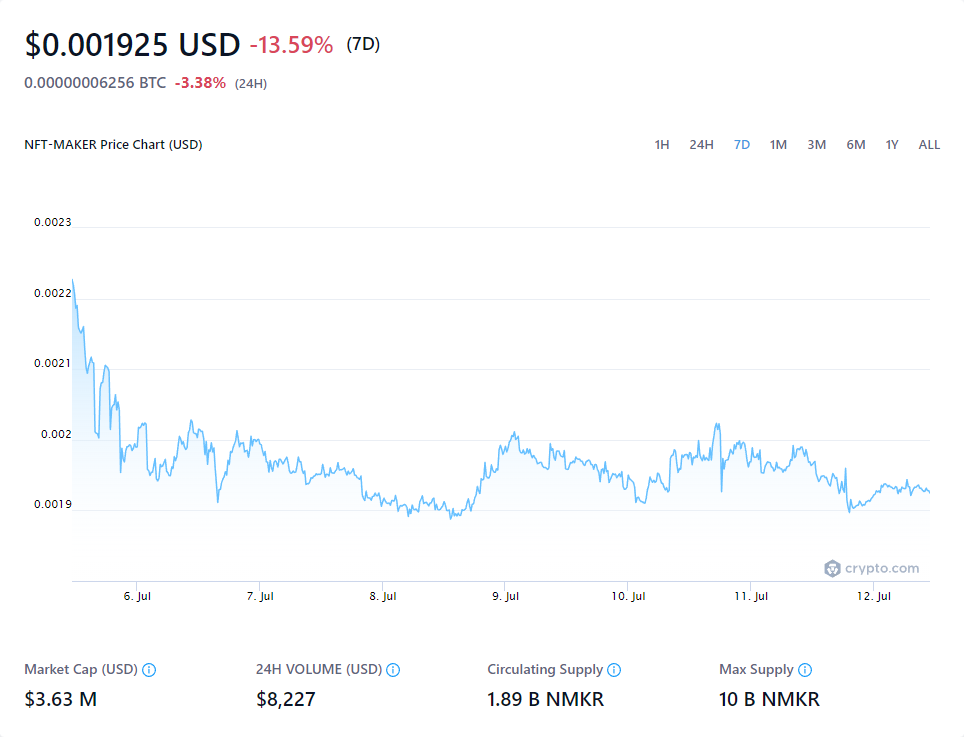 $0.001925 USD -13.59% (7D)
0.00000006256 BTC -3.38% (24H)
NFT-MAKER Price Chart (USD) 1H 24H 7D 1M 3M 6M 1Y ALL
0.0023
0.0022
0.0021
0.002
0.0019
crypto.com
6. Jul 7. Jul 8. Jul 9. Jul 10. Jul 11. Jul 12. Jul
Market Cap (USD) 24H VOLUME (USD) Circulating Supply Max Supply
$3.63 M $8,227 1.89 B NMKR 10 B NMKR